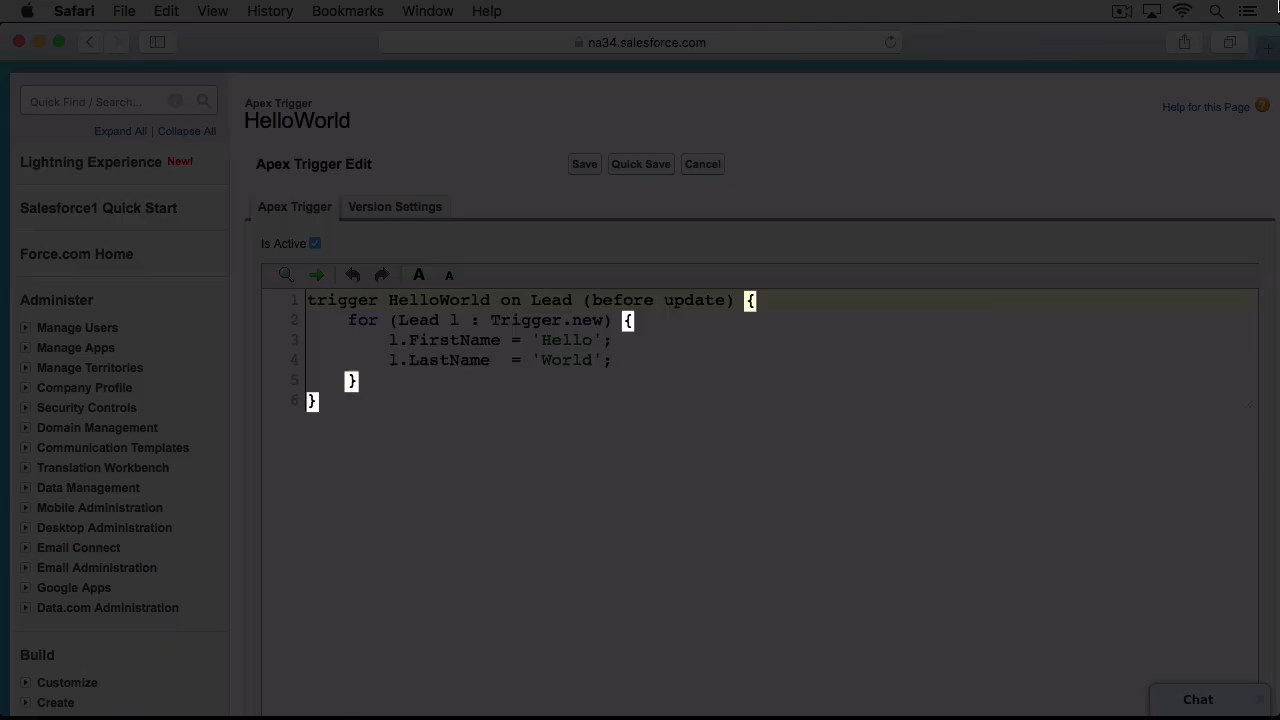 Safari File Edit View History Bookmarks Window Help
na34.salesforce.com
Quick Find / Search...
Expand All | Collapse All
Lightning Experience New!
Salesforce1 Quick Start
Force.com Home
Administer
Manage Users
Manage Apps
Manage Territories
Company Profile
Security Controls
Domain Management
Communication Templates
Translation Workbench
Data Management
Mobile Administration
Desktop Administration
Email Connect
Email Administration
Google Apps
Data.com Administration
Build
Customize
Create
Apex Trigger
HelloWorld
Help for this Page ?
Apex Trigger Edit
Save Quick Save Cancel
Apex Trigger Version Settings
Is Active
A A
1 trigger HelloWorld on Lead (before update) {
2     for (Lead l : Trigger.new) {
3         l.FirstName = 'Hello';
4         l.LastName  = 'World';
5     }
6 }
Chat